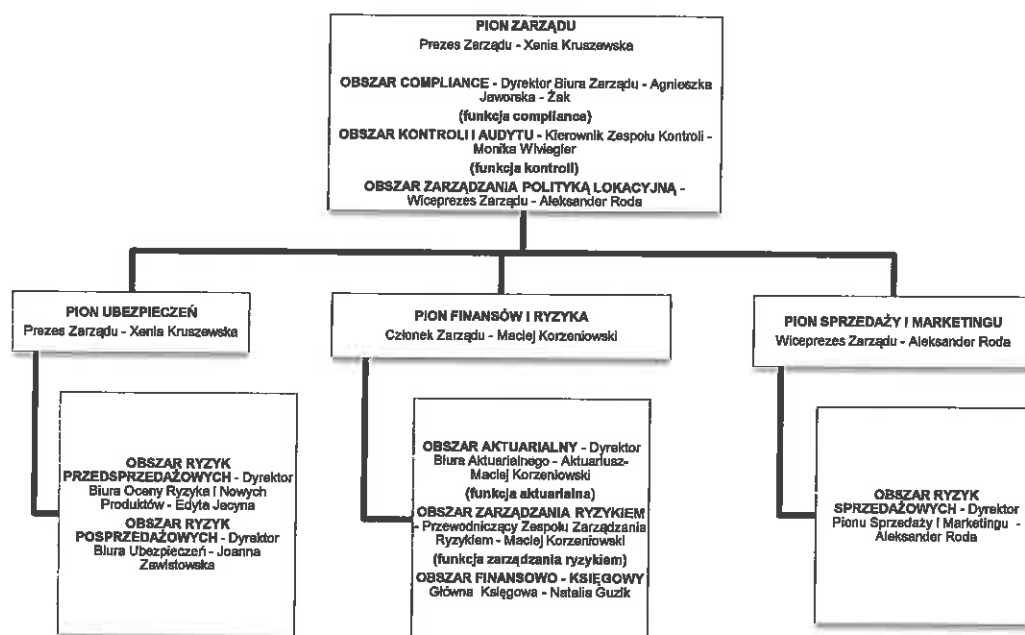 PION ZARZĄDU
Prezes Zarządu - Xenia Kruszewska
OBSZAR COMPLIANCE - Dyrektor Biura Zarządu - Agnieszka
Jaworska - Żak
(funkcja compliance)
OBSZAR KONTROLI I AUDYTU - Kierownik Zespołu Kontroli -
Monika Wiviegier
(funkcja kontroli)
OBSZAR ZARZĄDZANIA POLITYKĄ LOKACYJNĄ -
Wiceprezes Zarządu - Aleksander Roda
PION UBEZPIECZEŃ
Prezes Zarządu - Xenia Kruszewska
PION FINANSÓW I RYZYKA
Członek Zarządu - Maciej Korzeniowski
PION SPRZEDAŻY I MARKETINGU
Wiceprezes Zarządu - Aleksander Roda
OBSZAR RYZYK
PRZEDSPRZEDAŻOWYCH - Dyrektor
Biura Oceny Ryzyka i Nowych
Produktów - Edyta Jecyna
OBSZAR RYZYK
POSPRZEDAŻOWYCH - Dyrektor
Biura Ubezpieczeń - Joanna
Zawistowska
OBSZAR AKTUARIALNY - Dyrektor
Biura Aktuarialnego - Aktuariusz-
Maciej Korzeniowski
(funkcja aktuarialna)
OBSZAR ZARZĄDZANIA RYZYKIEM
- Przewodniczący Zespołu Zarządzania
Ryzykiem - Maciej Korzeniowski
(funkcja zarządzania ryzykiem)
OBSZAR FINANSOWO - KSIĘGOWY
Główna Księgowa - Natalia Guzik
OBSZAR RYZYK
SPRZEDAŻOWYCH - Dyrektor
Pionu Sprzedaży i Marketingu -
Aleksander Roda